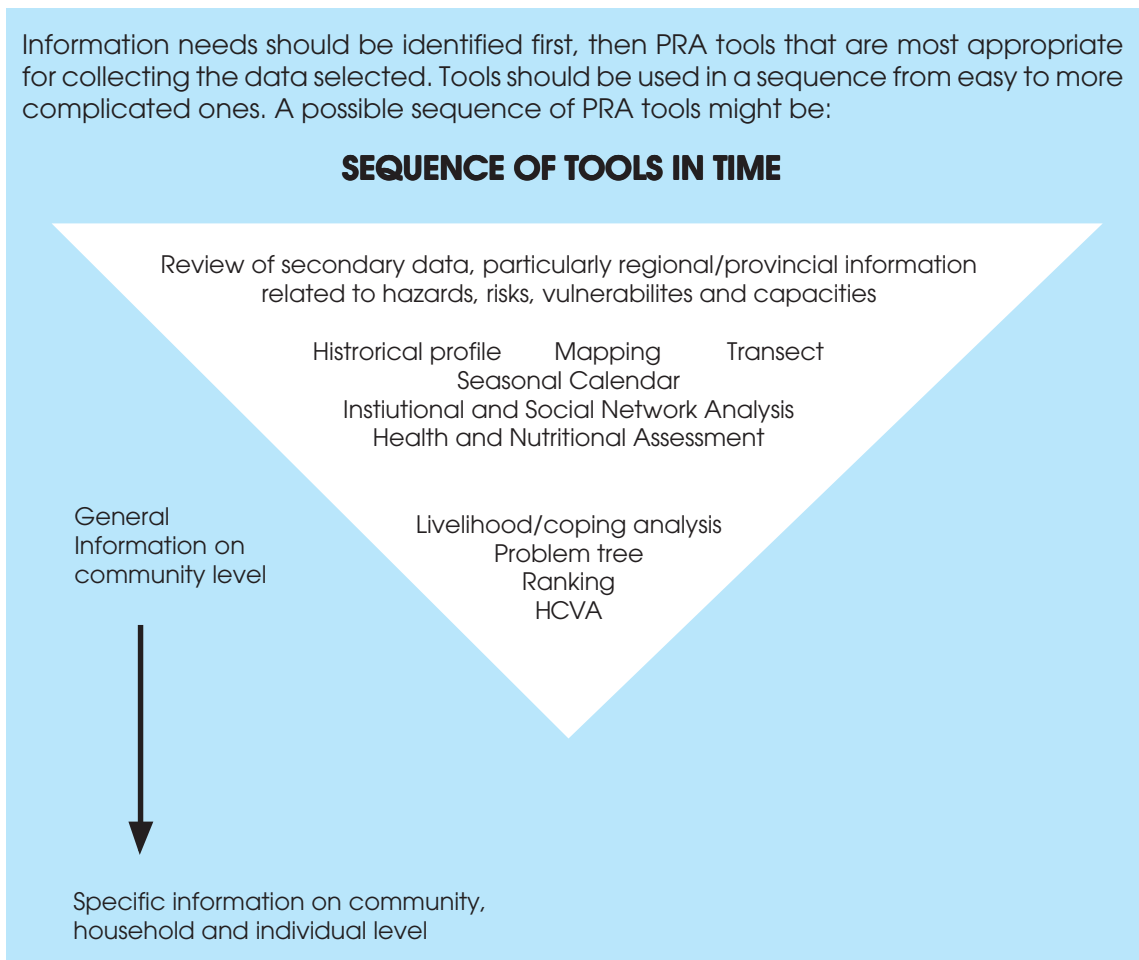 Information needs should be identified first, then PRA tools that are most appropriate
for collecting the data selected. Tools should be used in a sequence from easy to more
complicated ones. A possible sequence of PRA tools might be:
SEQUENCE OF TOOLS IN TIME
Review of secondary data, particularly regional/provincial information
related to hazards, risks, vulnerabilites and capacities
Histrorical profile Mapping Transect
Seasonal Calendar
Instiutional and Social Network Analysis
Health and Nutritional Assessment
General
Information on
community level
Livelihood/coping analysis
Problem tree
Ranking
HCVA
Specific information on community,
household and individual level